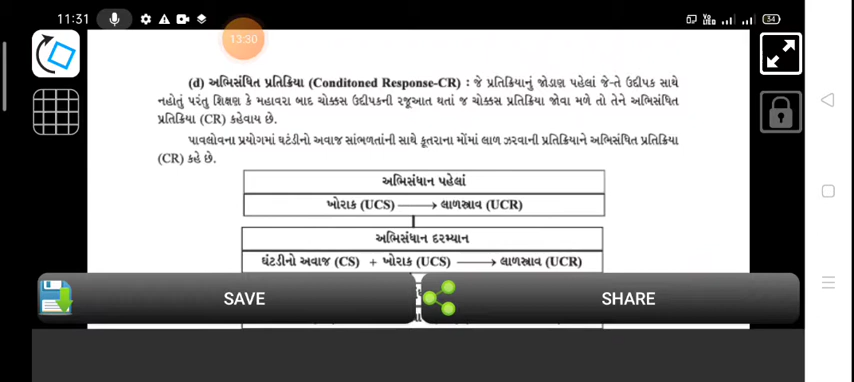 11:31
34
13:30
(d) અભિસંધિત પ્રતિક્રિયા (Conditoned Response-CR) : જે પ્રતિક્રિયાનું જોડાણ પહેલાં જે-તે ઉદ્દીપક સાથે
નહોતું પરંતુ શિક્ષણ કે મહાવરા બાદ ચોક્કસ ઉદ્દીપકની રજૂઆત થતાં જ ચોક્કસ પ્રતિક્રિયા જોવા મળે તો તેને અભિસંધિત
પ્રતિક્રિયા (CR) કહેવાય છે.
પાવલોવના પ્રયોગમાં ઘટંડીનો અવાજ સાંભળતાંની સાથે કૂતરાના મોંમાં લાળ ઝરવાની પ્રતિક્રિયાને અભિસંધિત પ્રતિક્રિયા
(CR) કહે છે.
અભિસંધાન પહેલાં
ખોરાક (UCS) ⟶ લાળસ્રાવ (UCR)
અભિસંધાન દરમ્યાન
ઘંટડીનો અવાજ (CS) + ખોરાક (UCS) ⟶ લાળસ્રાવ (UCR)
SAVE
SHARE